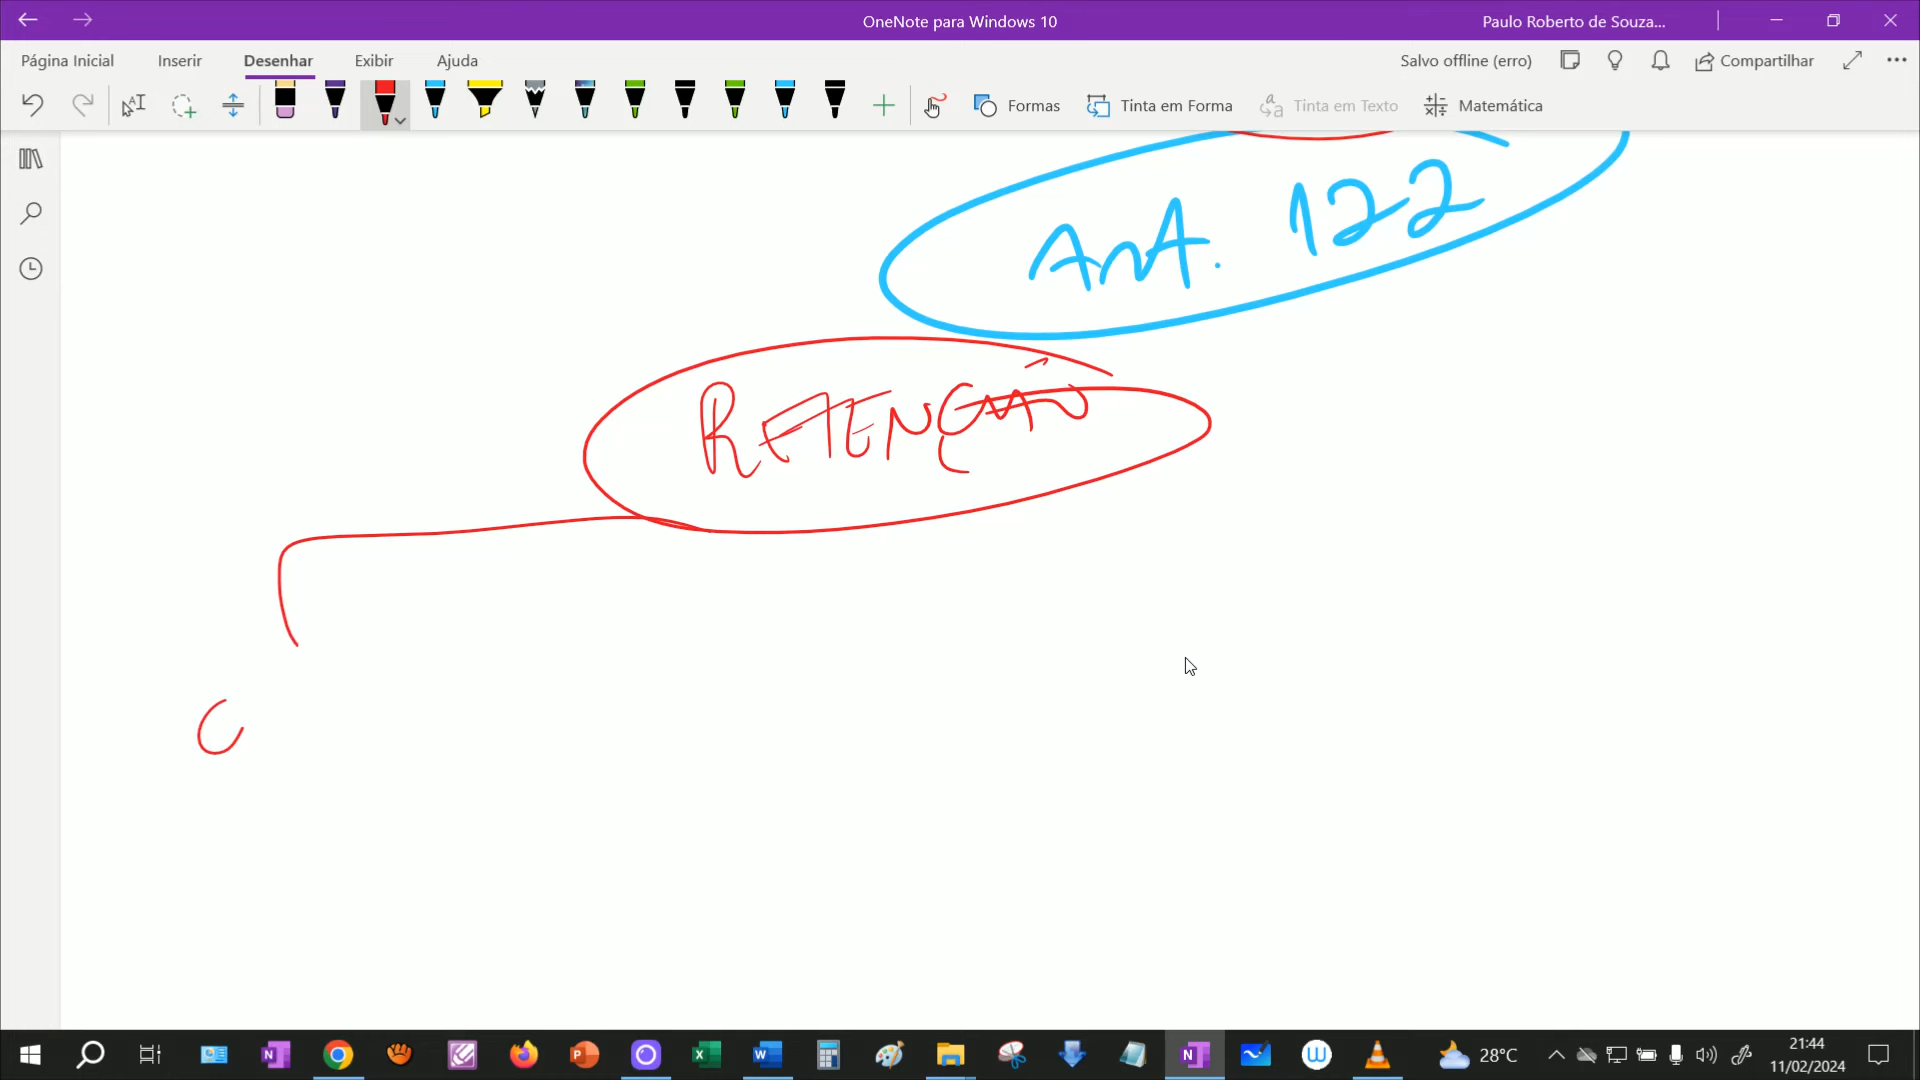 OneNote para Windows 10
Paulo Roberto de Souza...
Página Inicial Inserir Desenhar Exibir Ajuda
Salvo offline (erro) Compartilhar
Formas Tinta em Forma Tinta em Texto Matemática
Art. 122
RETENÇÃO
C
28°C
21:44
11/02/2024